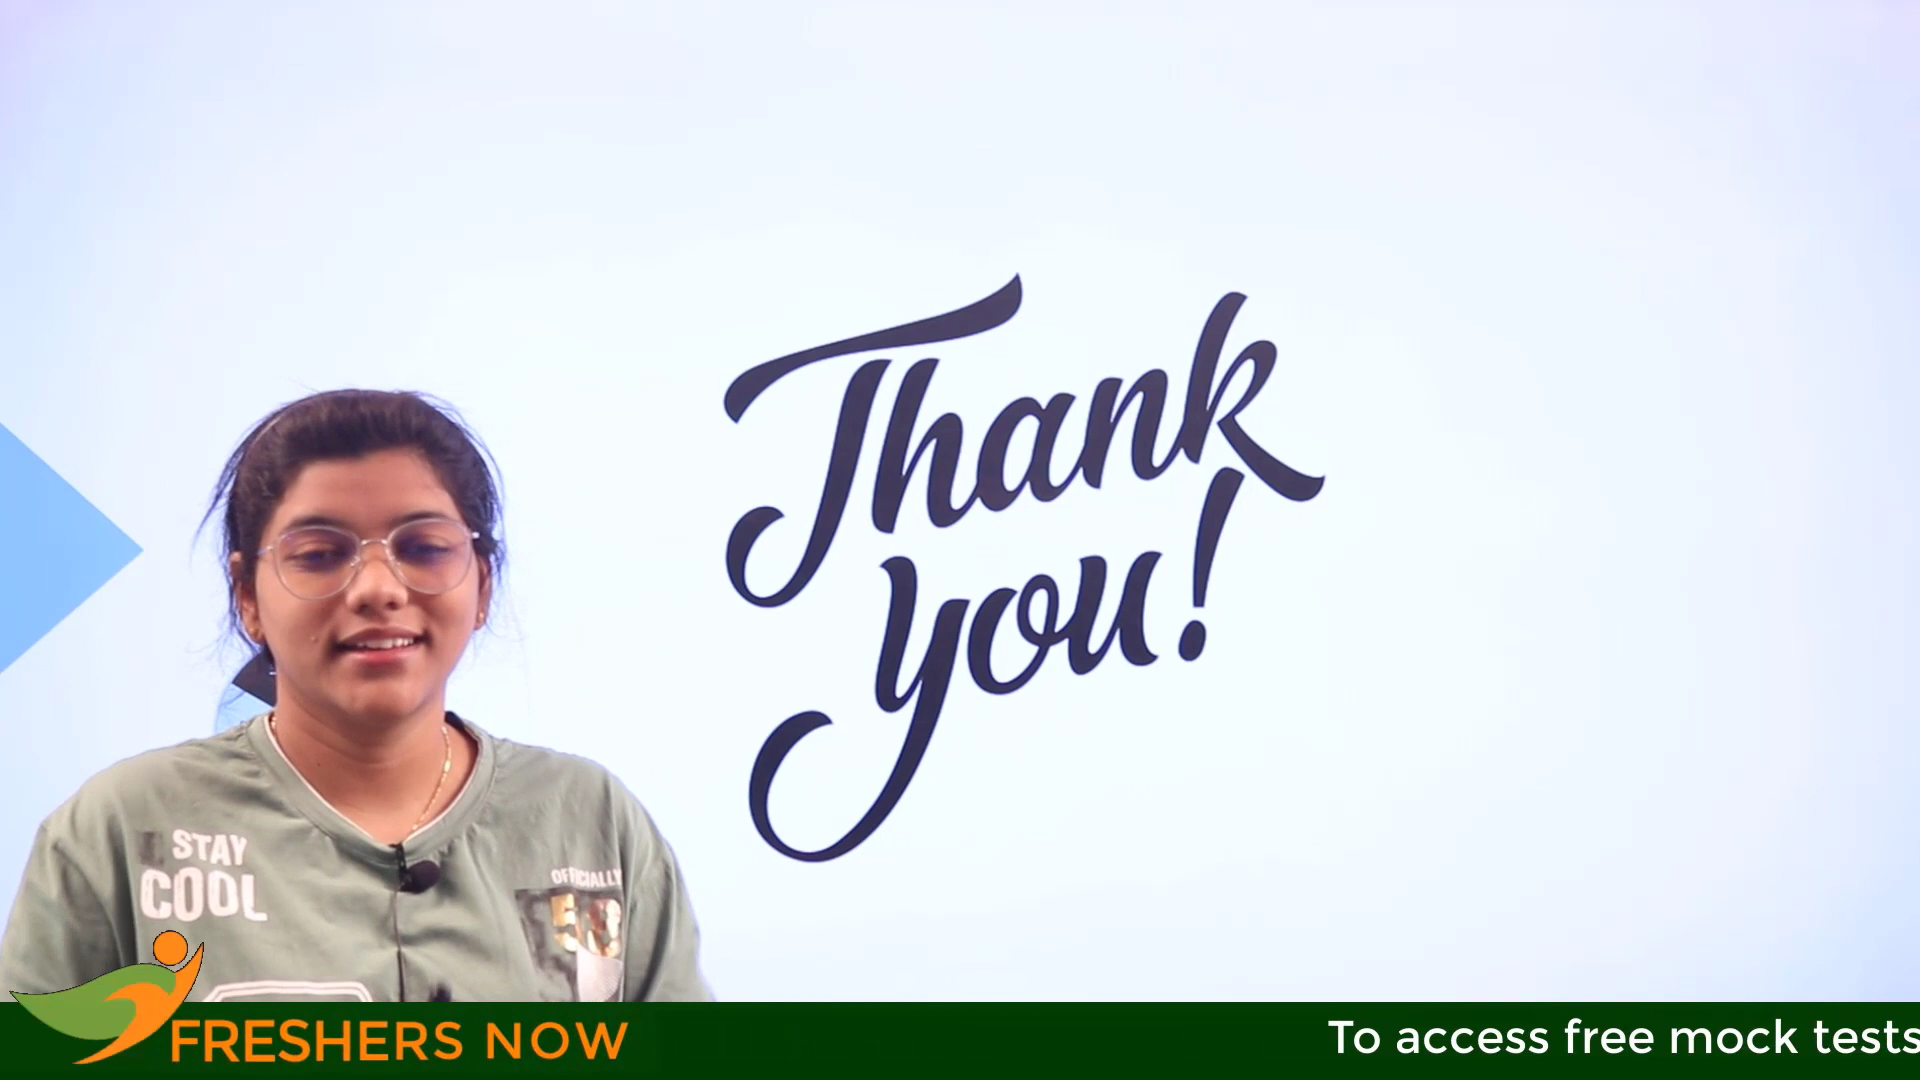 Thank
you!
STAY
COOL
OFFICIALLY
FRESHERS NOW
To access free mock tests